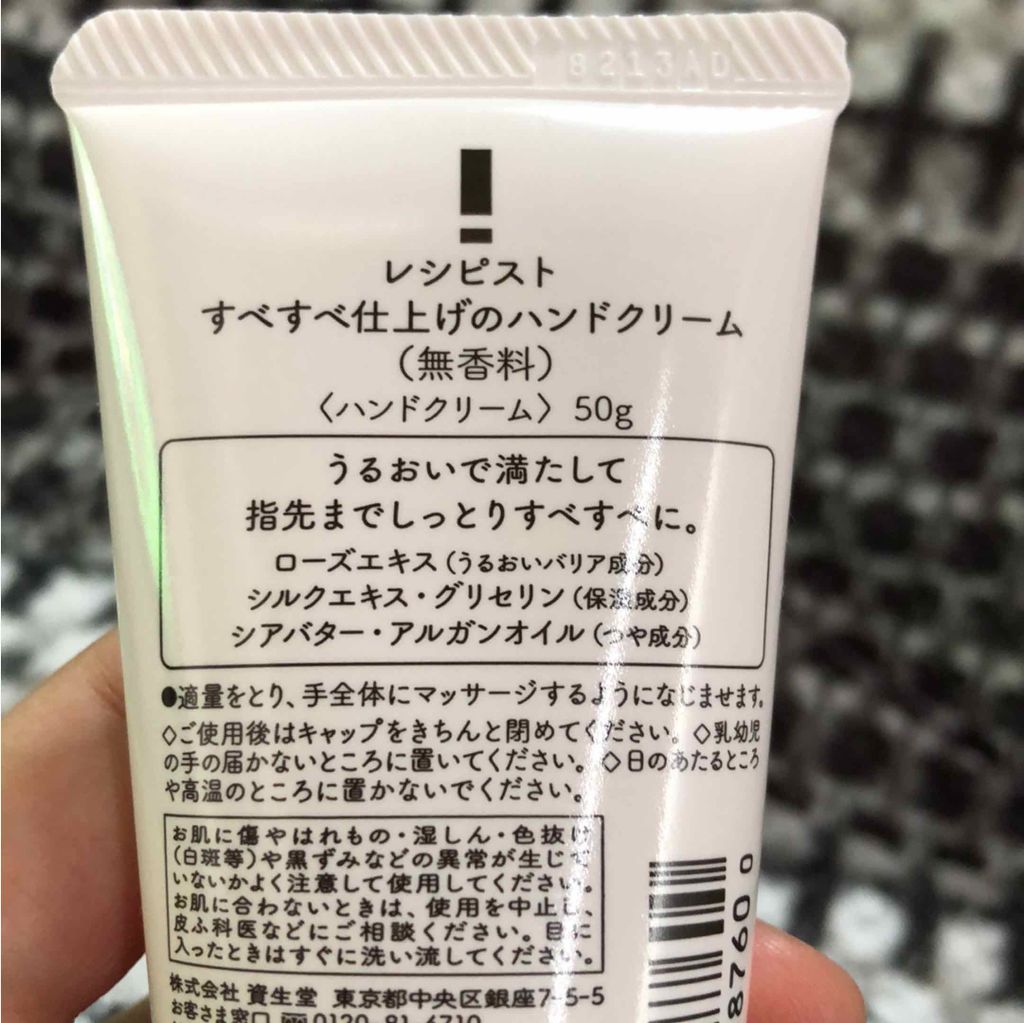 8213AD
レシピスト
すべすべ仕上げのハンドクリーム
(無香料)
〈ハンドクリーム〉 50g
うるおいで満たして
指先までしっとりすべすべに。
ローズエキス(うるおいバリア成分)
シルクエキス・グリセリン(保湿成分)
シアバター・アルガンオイル(つや成分)
●適量をとり、手全体にマッサージするようになじませます。
◇ご使用後はキャップをきちんと閉めてください。◇乳幼児
の手の届かないところに置いてください。◇日のあたるところ
や高温のところに置かないでください。
お肌に傷やはれもの・湿しん・色抜け
(白斑等)や黒ずみなどの異常が生じて
いないかよく注意して使用してください。
お肌に合わないときは、使用を中止し、
皮ふ科医などにご相談ください。目に
入ったときはすぐに洗い流してください。
株式会社 資生堂 東京都中央区銀座7-5-5
お客さま窓口 0120-81-4710